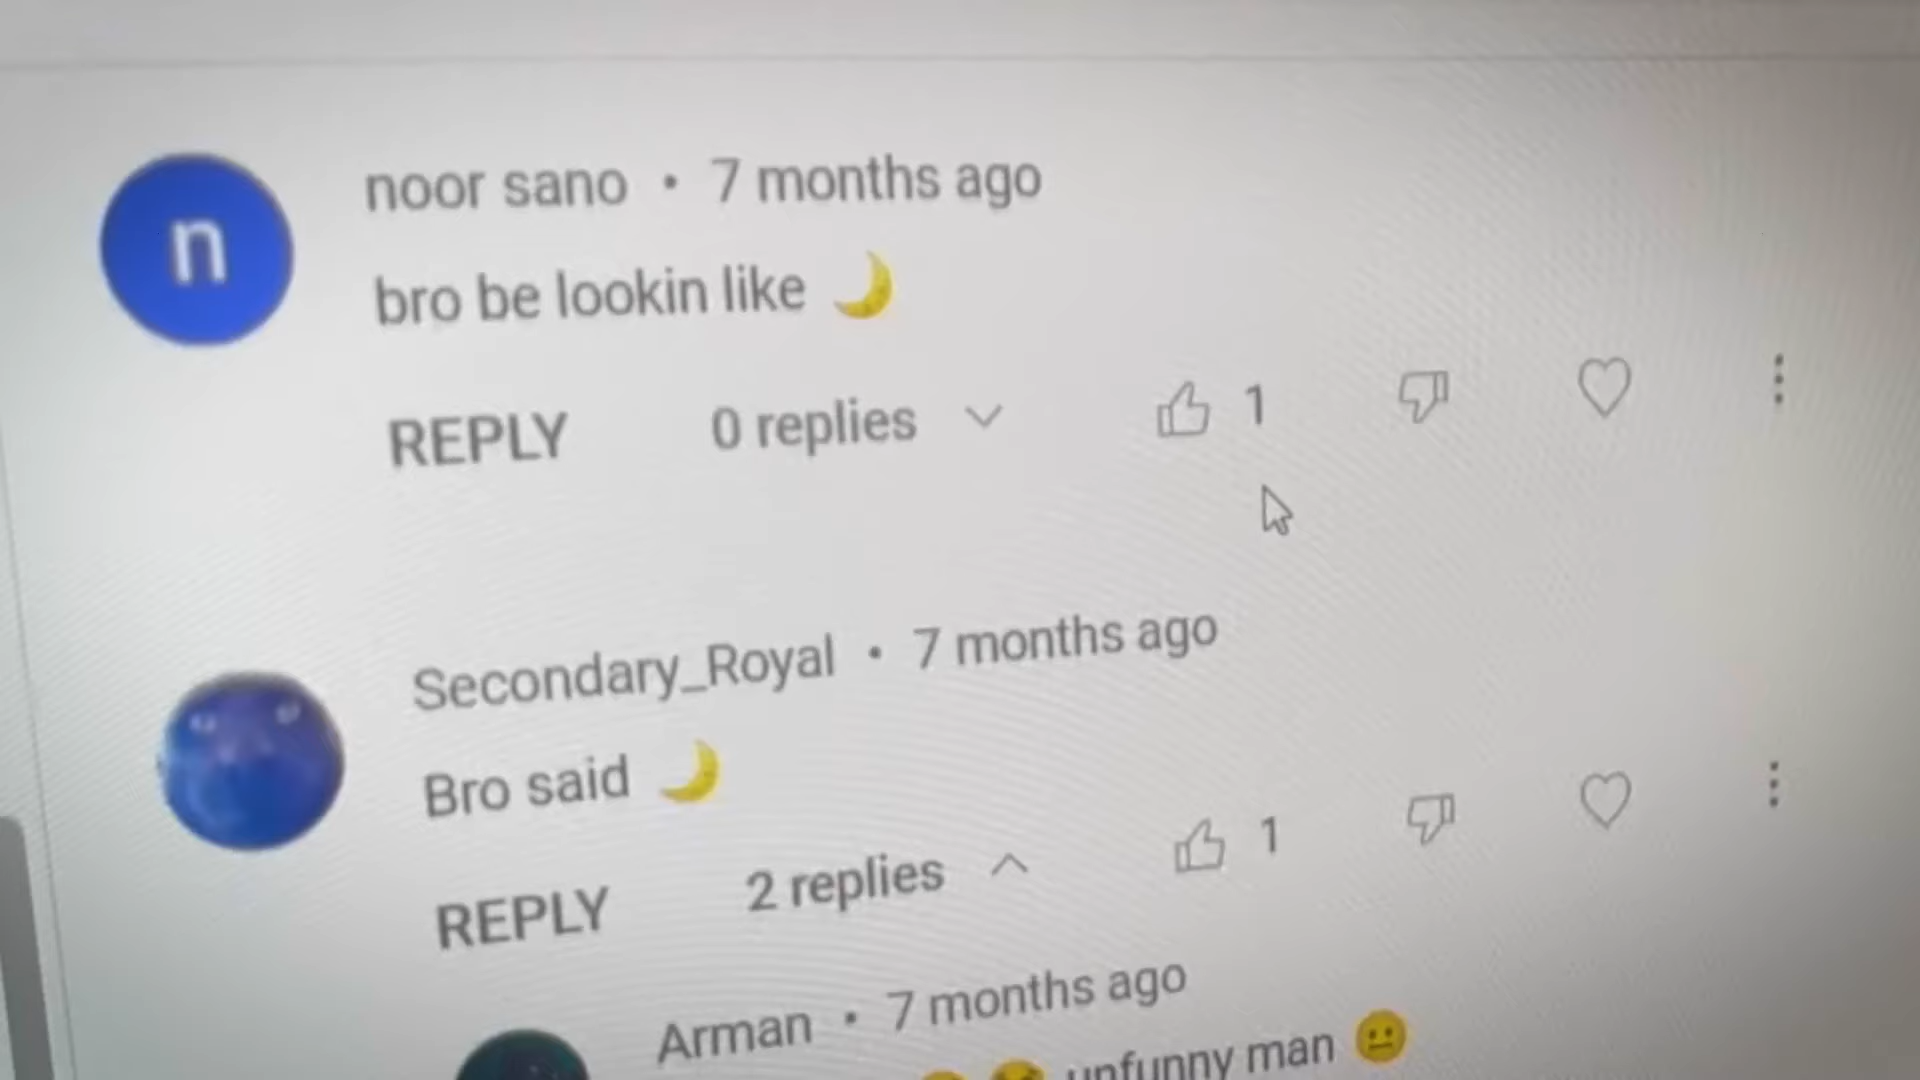 n
noor sano • 7 months ago
bro be lookin like 🌙
REPLY 0 replies 1
Secondary_Royal • 7 months ago
Bro said 🌙
REPLY 2 replies 1
Arman • 7 months ago
unfunny man 😐